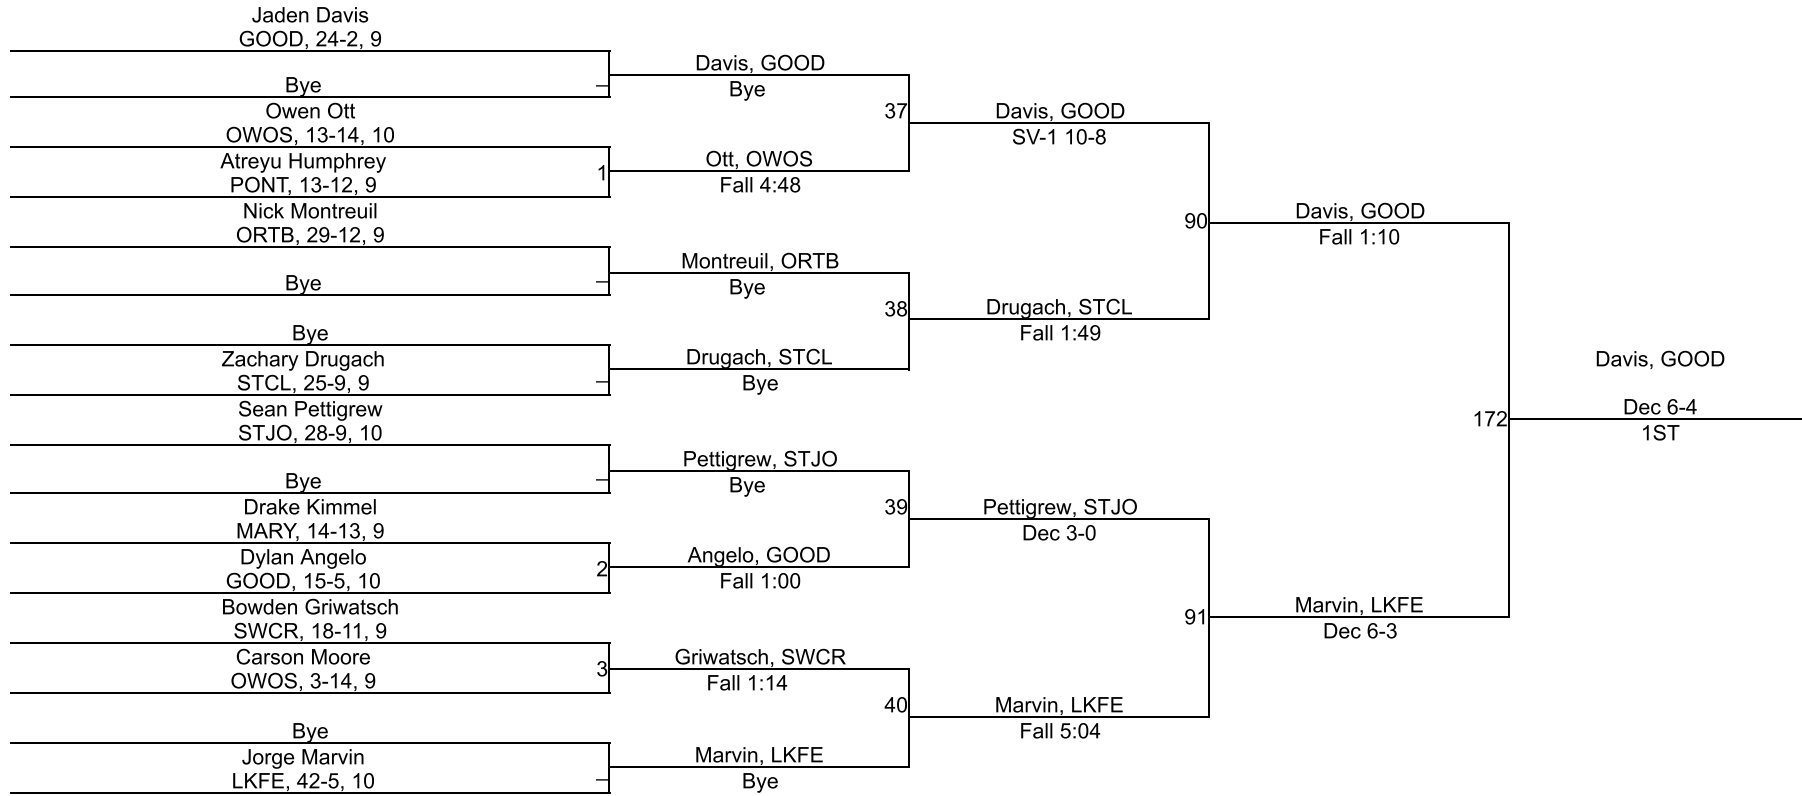 Jaden Davis
GOOD, 24-2, 9
Bye
Owen Ott
OWOS, 13-14, 10
Atreyu Humphrey
PONT, 13-12, 9
1
Nick Montreuil
ORTB, 29-12, 9
Bye
Bye
Zachary Drugach
STCL, 25-9, 9
Sean Pettigrew
STJO, 28-9, 10
Bye
Drake Kimmel
MARY, 14-13, 9
Dylan Angelo
GOOD, 15-5, 10
2
Bowden Griwatsch
SWCR, 18-11, 9
Carson Moore
OWOS, 3-14, 9
3
Bye
Jorge Marvin
LKFE, 42-5, 10
Davis, GOOD
Bye
37
Ott, OWOS
Fall 4:48
Montreuil, ORTB
Bye
38
Drugach, STCL
Bye
Pettigrew, STJO
Bye
39
Angelo, GOOD
Fall 1:00
Griwatsch, SWCR
Fall 1:14
40
Marvin, LKFE
Bye
Davis, GOOD
SV-1 10-8
90
Drugach, STCL
Fall 1:49
Pettigrew, STJO
Dec 3-0
91
Marvin, LKFE
Fall 5:04
Davis, GOOD
Fall 1:10
172
Marvin, LKFE
Dec 6-3
Davis, GOOD
Dec 6-4
1ST